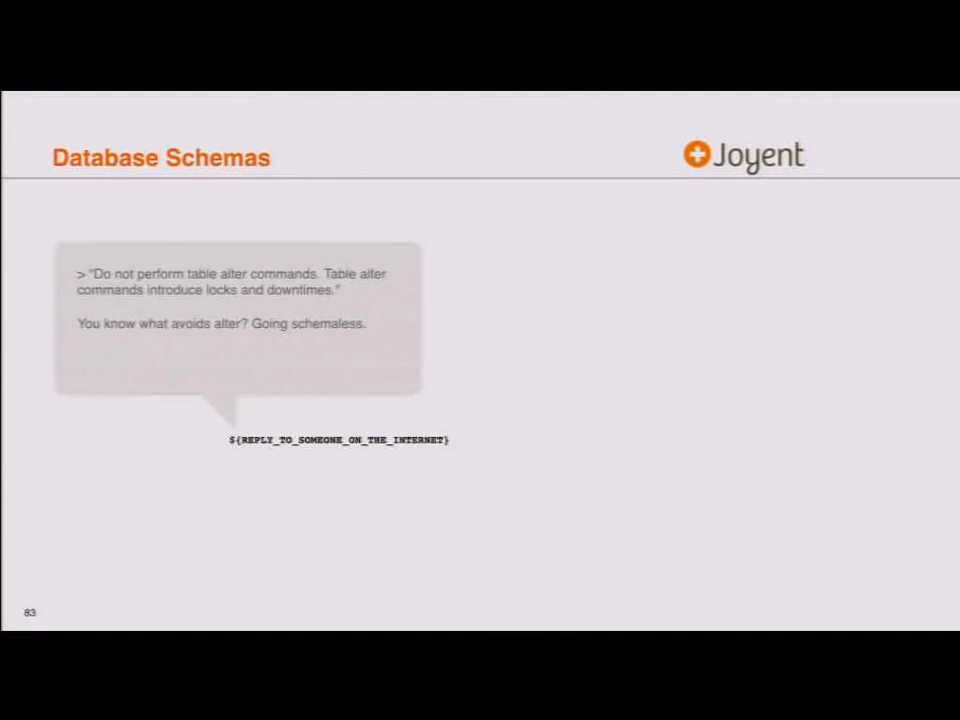 Database Schemas
Joyent
> "Do not perform table alter commands. Table alter
commands introduce locks and downtimes."
You know what avoids alter? Going schemaless.
${REPLY_TO_SOMEONE_ON_THE_INTERNET}
83